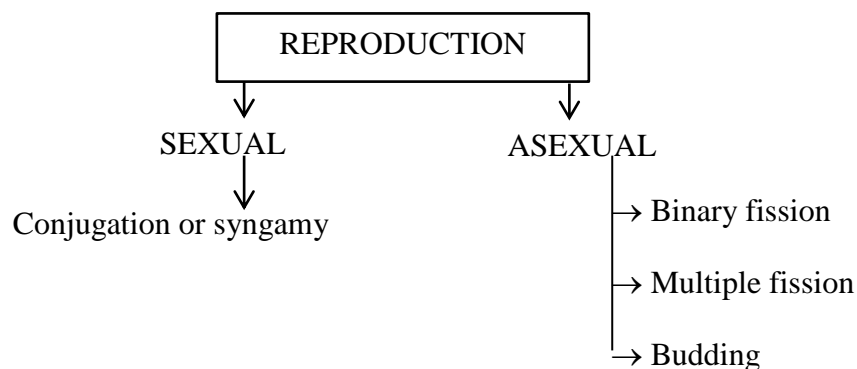 REPRODUCTION
SEXUAL
ASEXUAL
Conjugation or syngamy
Binary fission
Multiple fission
Budding